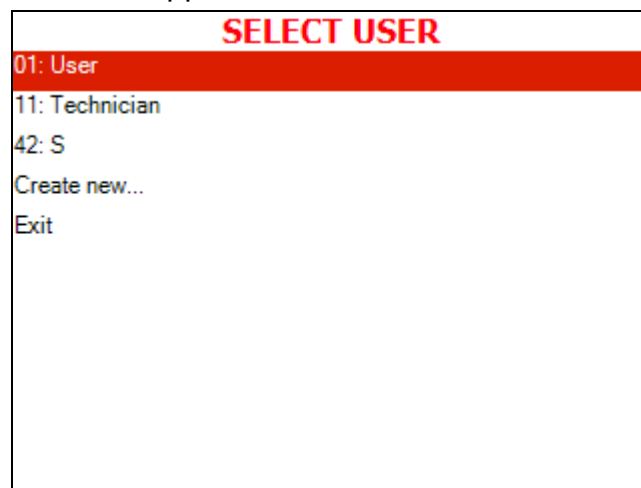 SELECT USER
01: User
11: Technician
42: S
Create new...
Exit